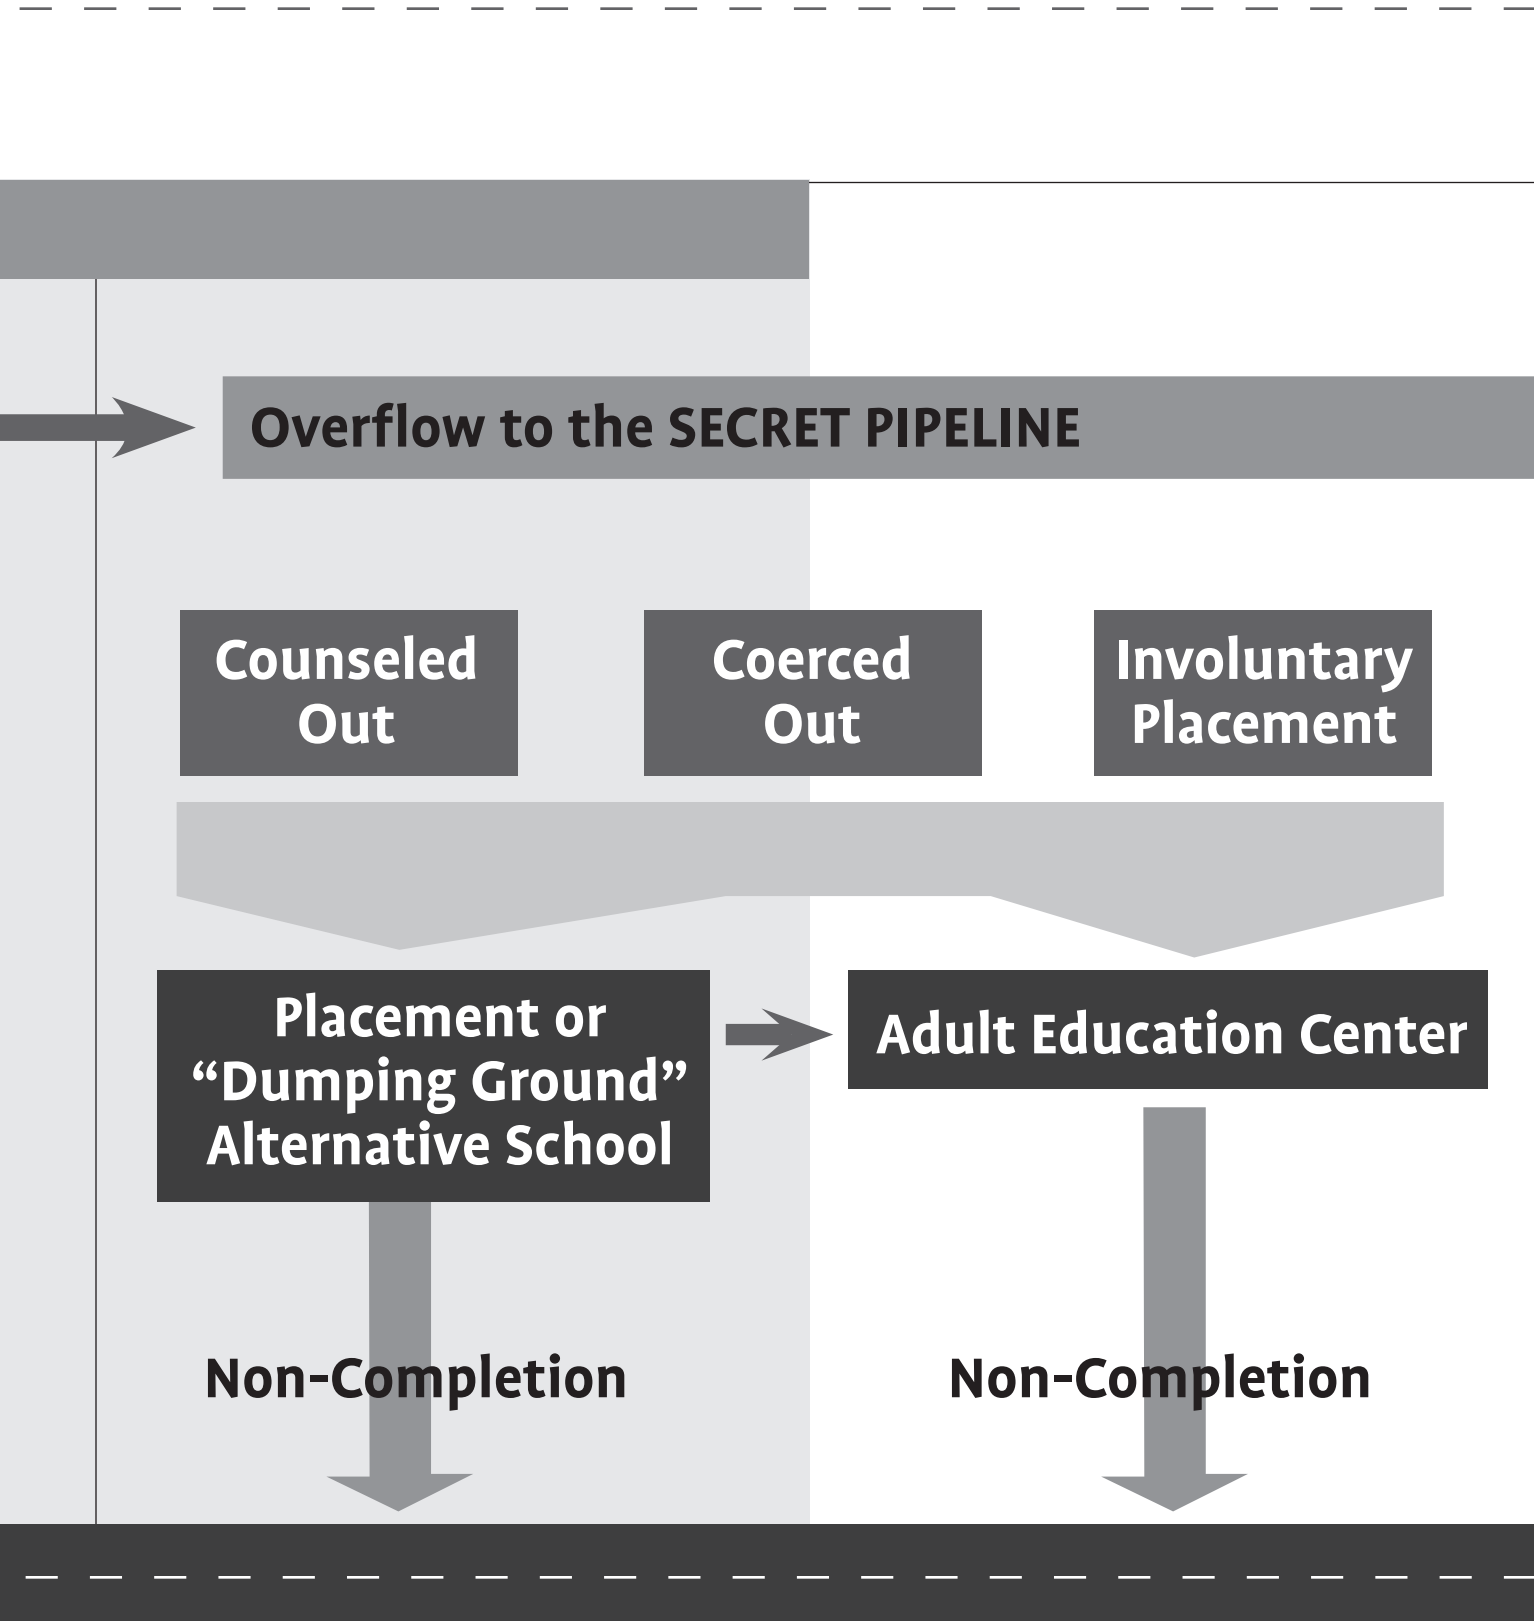 Overflow to the SECRET PIPELINE
Counseled
Out
Coerced
Out
Involuntary
Placement
Placement or
“Dumping Ground”
Alternative School
Adult Education Center
Non-Completion
Non-Completion